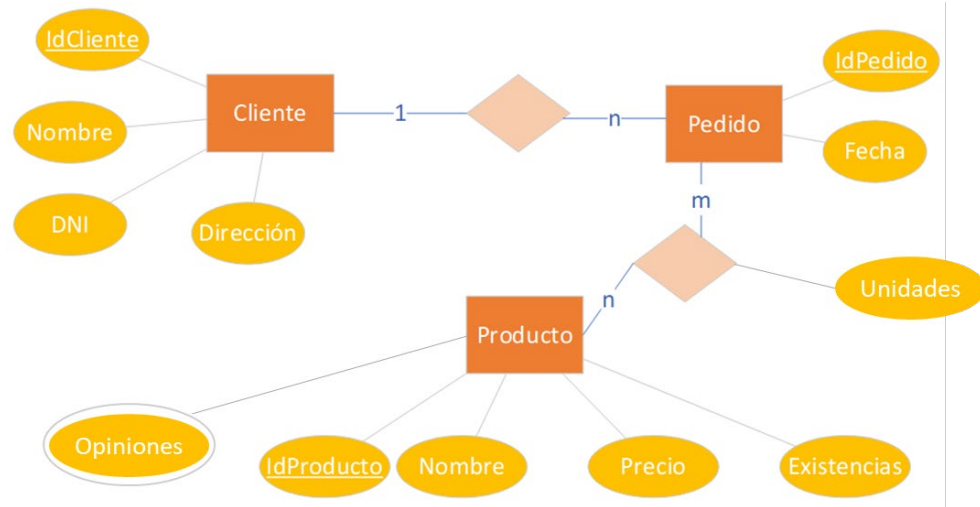 IdCliente
IdPedido
Cliente
1
n
Pedido
Nombre
Fecha
m
DNI
Dirección
Unidades
n
Producto
Opiniones
IdProducto
Nombre
Precio
Existencias